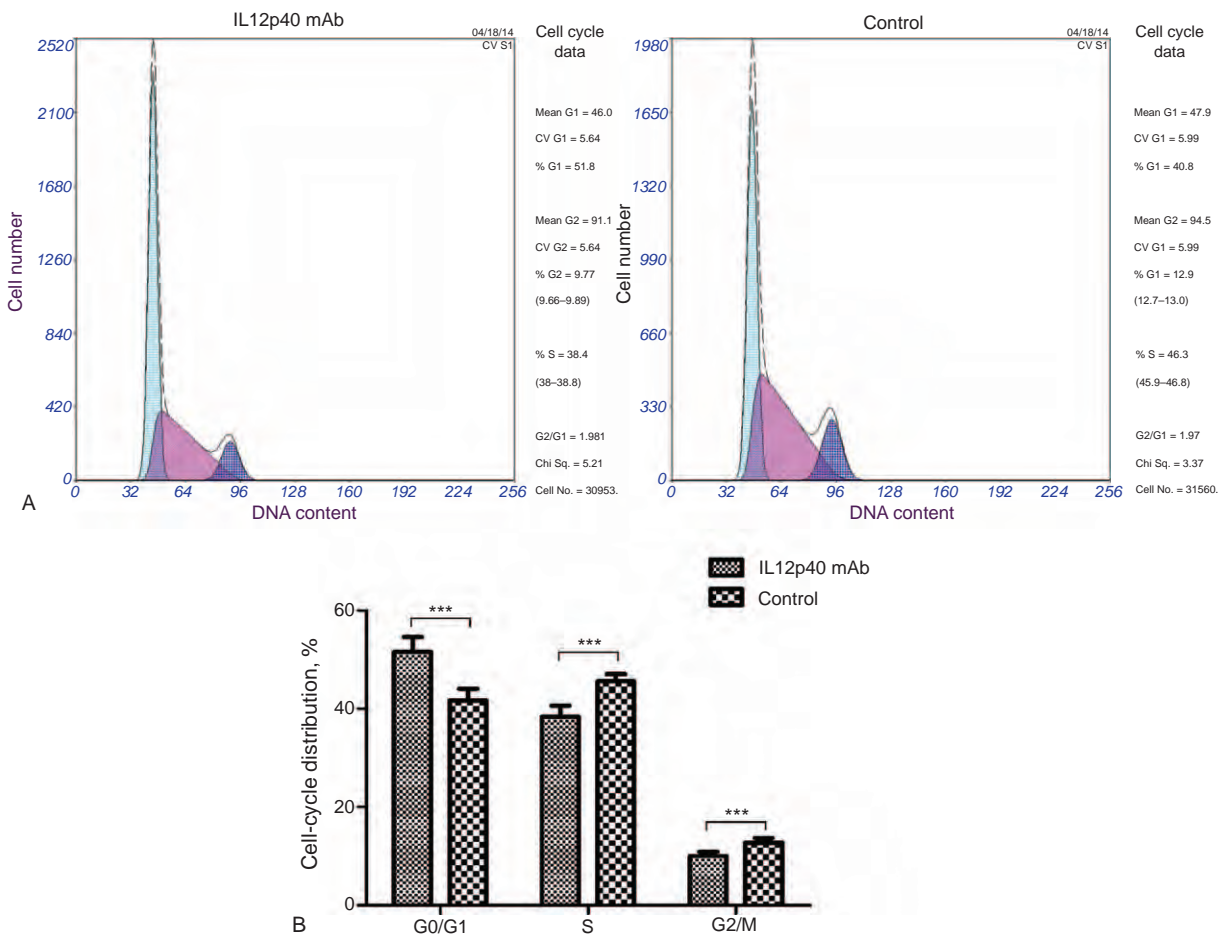 IL12p40 mAb
04/18/14
CV S1
Cell cycle
data
2520
2100
1680
1260
840
420
0
Cell number
0 32 64 96 128 160 192 224 256
DNA content
Mean G1 = 46.0
CV G1 = 5.64
% G1 = 51.8
Mean G2 = 91.1
CV G2 = 5.64
% G2 = 9.77
(9.66–9.89)
% S = 38.4
(38–38.8)
G2/G1 = 1.981
Chi Sq. = 5.21
Cell No. = 30953.
Control
04/18/14
CV S1
Cell cycle
data
1980
1650
1320
990
660
330
0
Cell number
0 32 64 96 128 160 192 224 256
DNA content
Mean G1 = 47.9
CV G1 = 5.99
% G1 = 40.8
Mean G2 = 94.5
CV G1 = 5.99
% G1 = 12.9
(12.7–13.0)
% S = 46.3
(45.9–46.8)
G2/G1 = 1.97
Chi Sq. = 3.37
Cell No. = 31560.
A
IL12p40 mAb
Control
60
40
20
0
Cell-cycle distribution, %
***
***
***
G0/G1 S G2/M
B